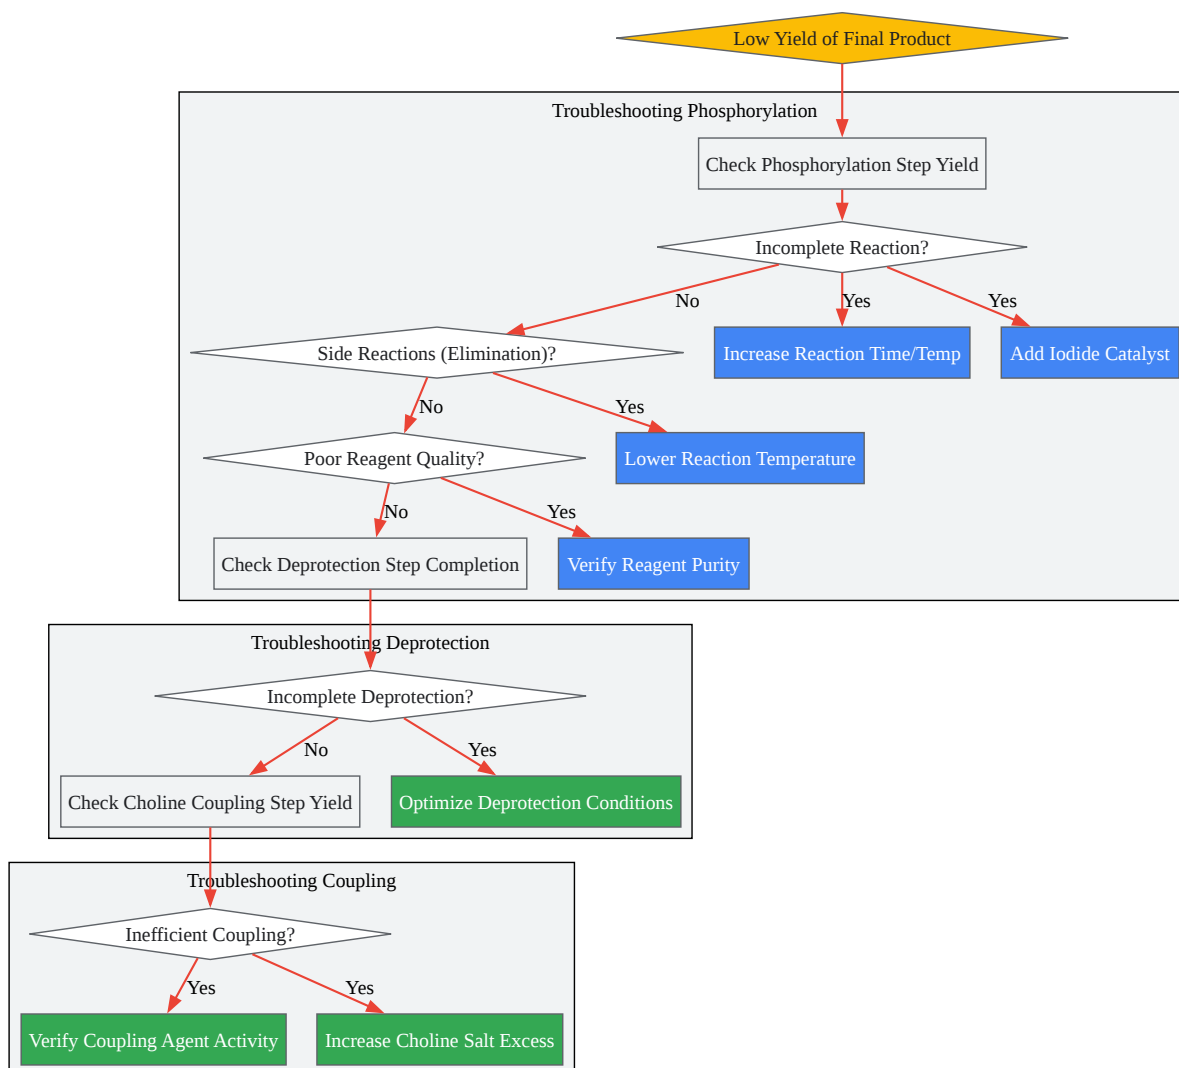 Low Yield of Final Product
Troubleshooting Phosphorylation
Check Phosphorylation Step Yield
Incomplete Reaction?
No
Yes
Yes
Side Reactions (Elimination)?
Increase Reaction Time/Temp
Add Iodide Catalyst
No
Yes
Poor Reagent Quality?
Lower Reaction Temperature
No
Yes
Check Deprotection Step Completion
Verify Reagent Purity
Troubleshooting Deprotection
Incomplete Deprotection?
No
Yes
Check Choline Coupling Step Yield
Optimize Deprotection Conditions
Troubleshooting Coupling
Inefficient Coupling?
Yes
Yes
Verify Coupling Agent Activity
Increase Choline Salt Excess